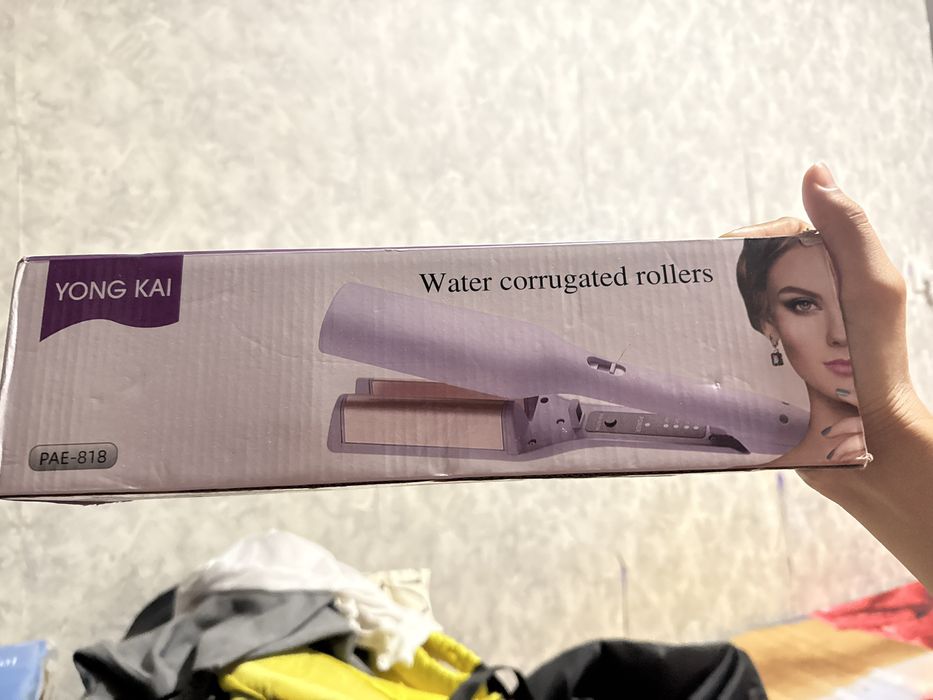 YONG KAI
Water corrugated rollers
PAE-818